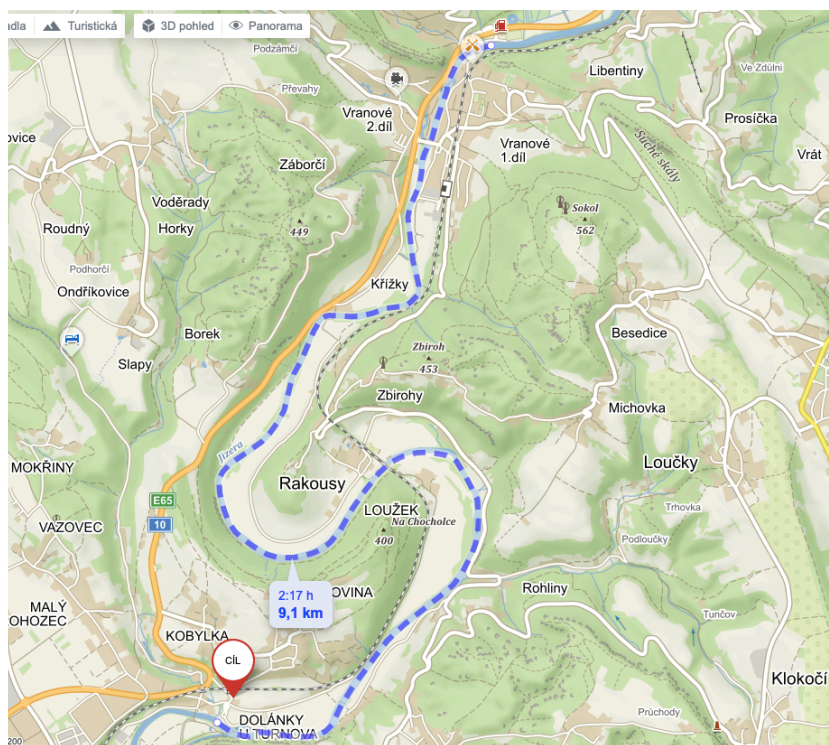 dla
Turistická
3D pohled
Panorama
Podzámčí
Převahy
Libentiny
Ve Zdůlni
Vranové
2.díl
Prosíčka
ovice
Vranové
1.díl
Suché skály
Vrát
Záborčí
Voděrady
Sokol
562
Roudný
Horky
449
Podhorčí
Ondříkovice
Křížky
Besedice
Borek
Zbiroh
453
Slapy
Zbirohy
Michovka
Jizera
Loučky
MOKŘINY
Rakousy
E65
LOUŽEK
Na Chocholce
Trhovka
10
VAZOVEC
400
Podloučky
2:17 h
9,1 km
OVINA
Rohliny
MALÝ
OHOZEC
Tunčov
KOBYLKA
CÍL
Klokočí
DOLÁNKY
U TURNOVA
Průchody
200